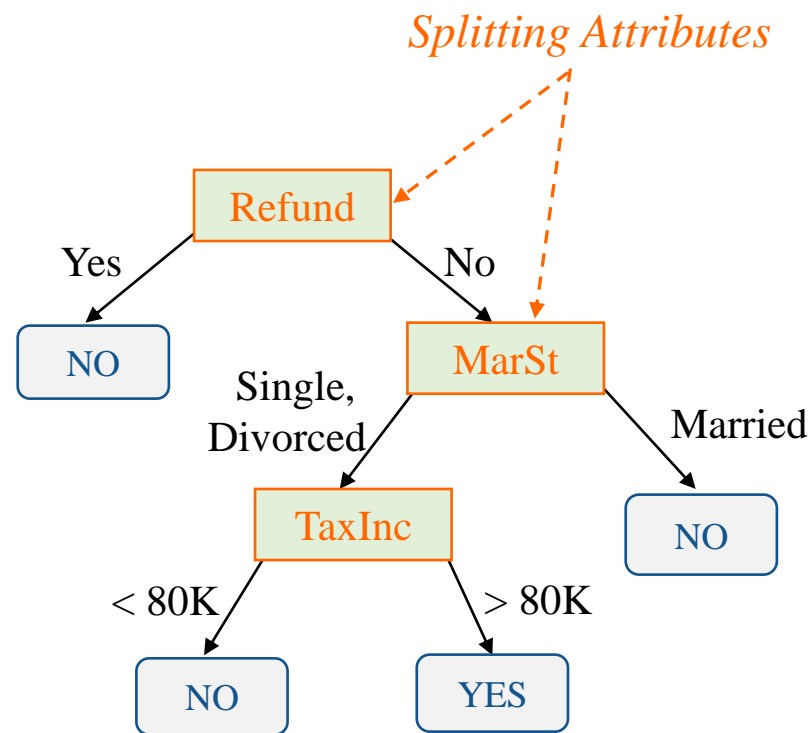 Splitting Attributes
Refund
Yes
No
NO
MarSt
Single,
Divorced
Married
TaxInc
NO
< 80K
> 80K
NO
YES